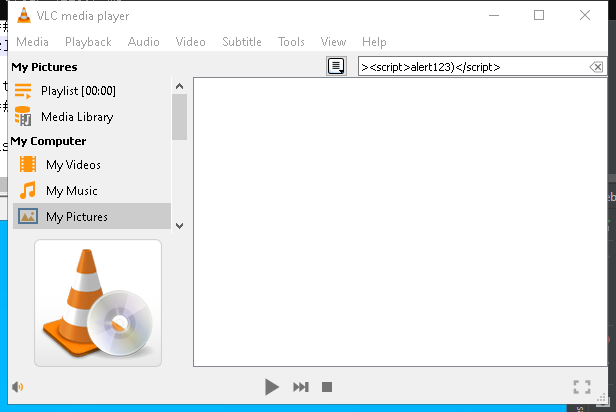 VLC media player
Media Playback Audio Video Subtitle Tools View Help
My Pictures
><script>alert123)</script>
Playlist [00:00]
Media Library
My Computer
My Videos
My Music
My Pictures